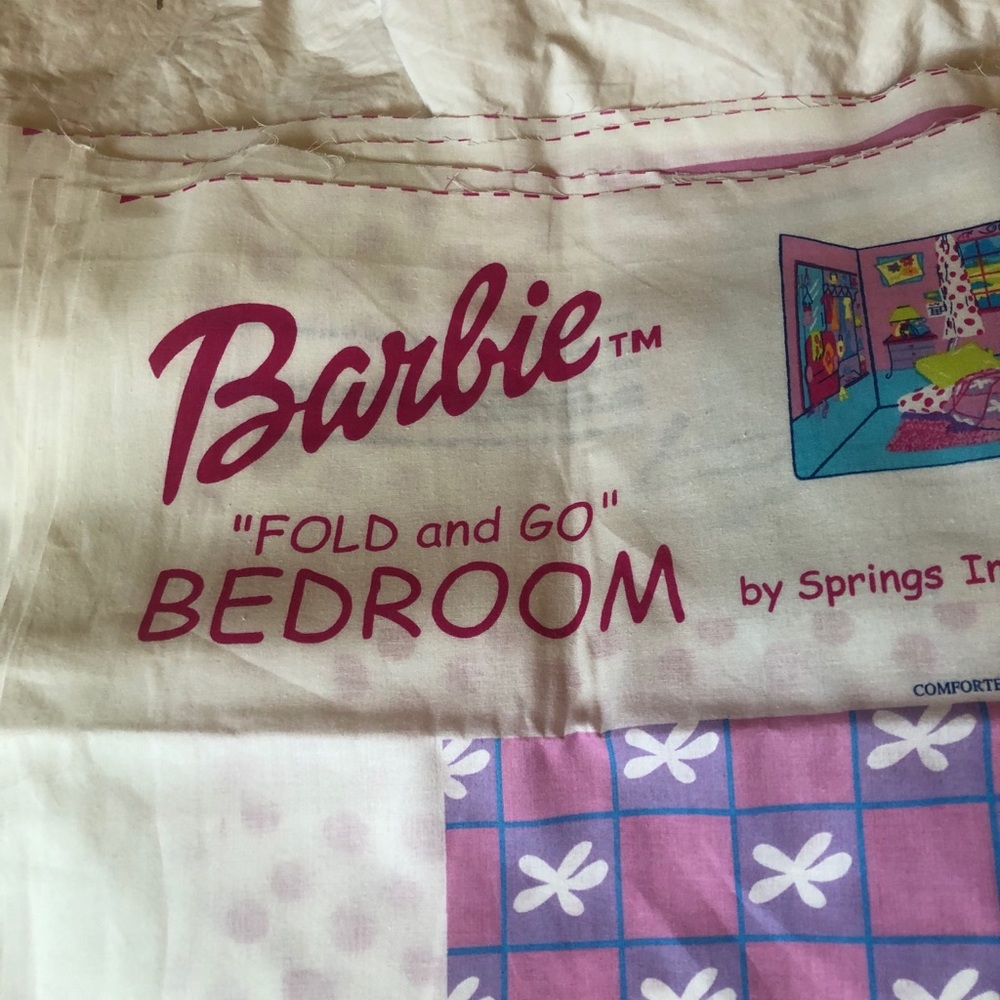 Barbie™
"FOLD and GO"
BEDROOM
by Springs